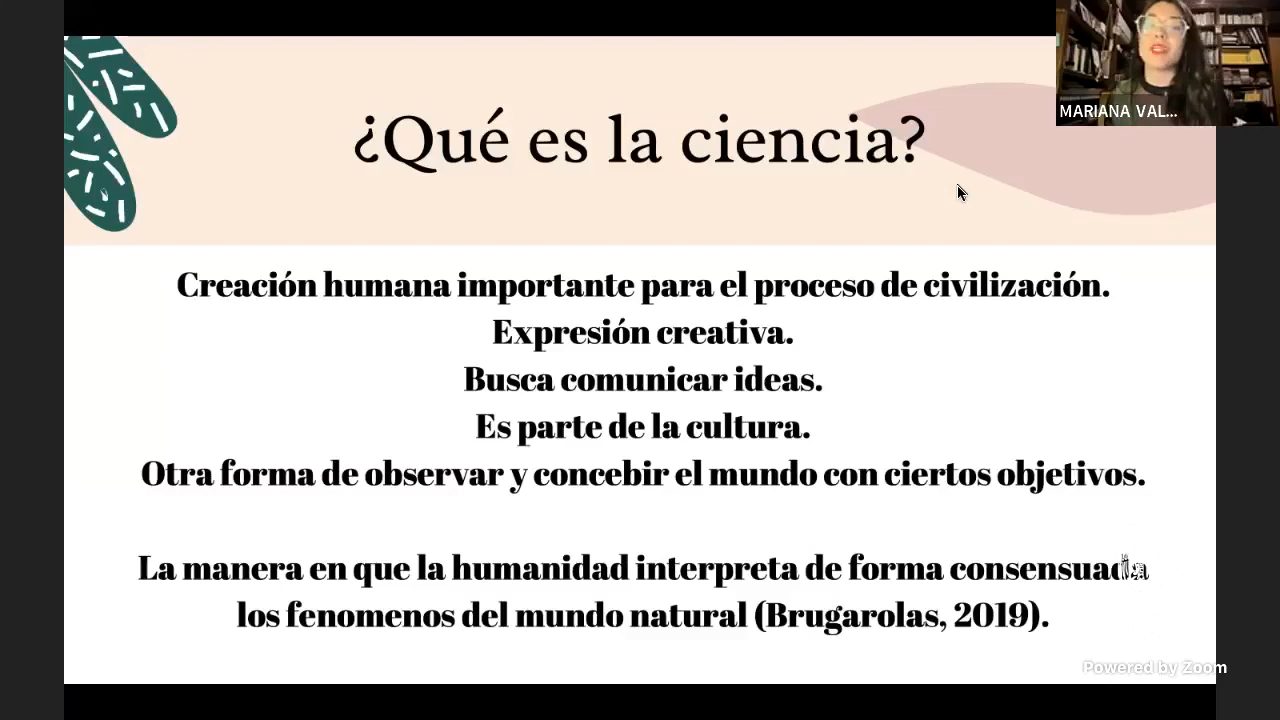 ¿Qué es la ciencia?
MARIANA VAL...
Creación humana importante para el proceso de civilización.
Expresión creativa.
Busca comunicar ideas.
Es parte de la cultura.
Otra forma de observar y concebir el mundo con ciertos objetivos.
La manera en que la humanidad interpreta de forma consensuada
los fenomenos del mundo natural (Brugarolas, 2019).
Powered by Zoom